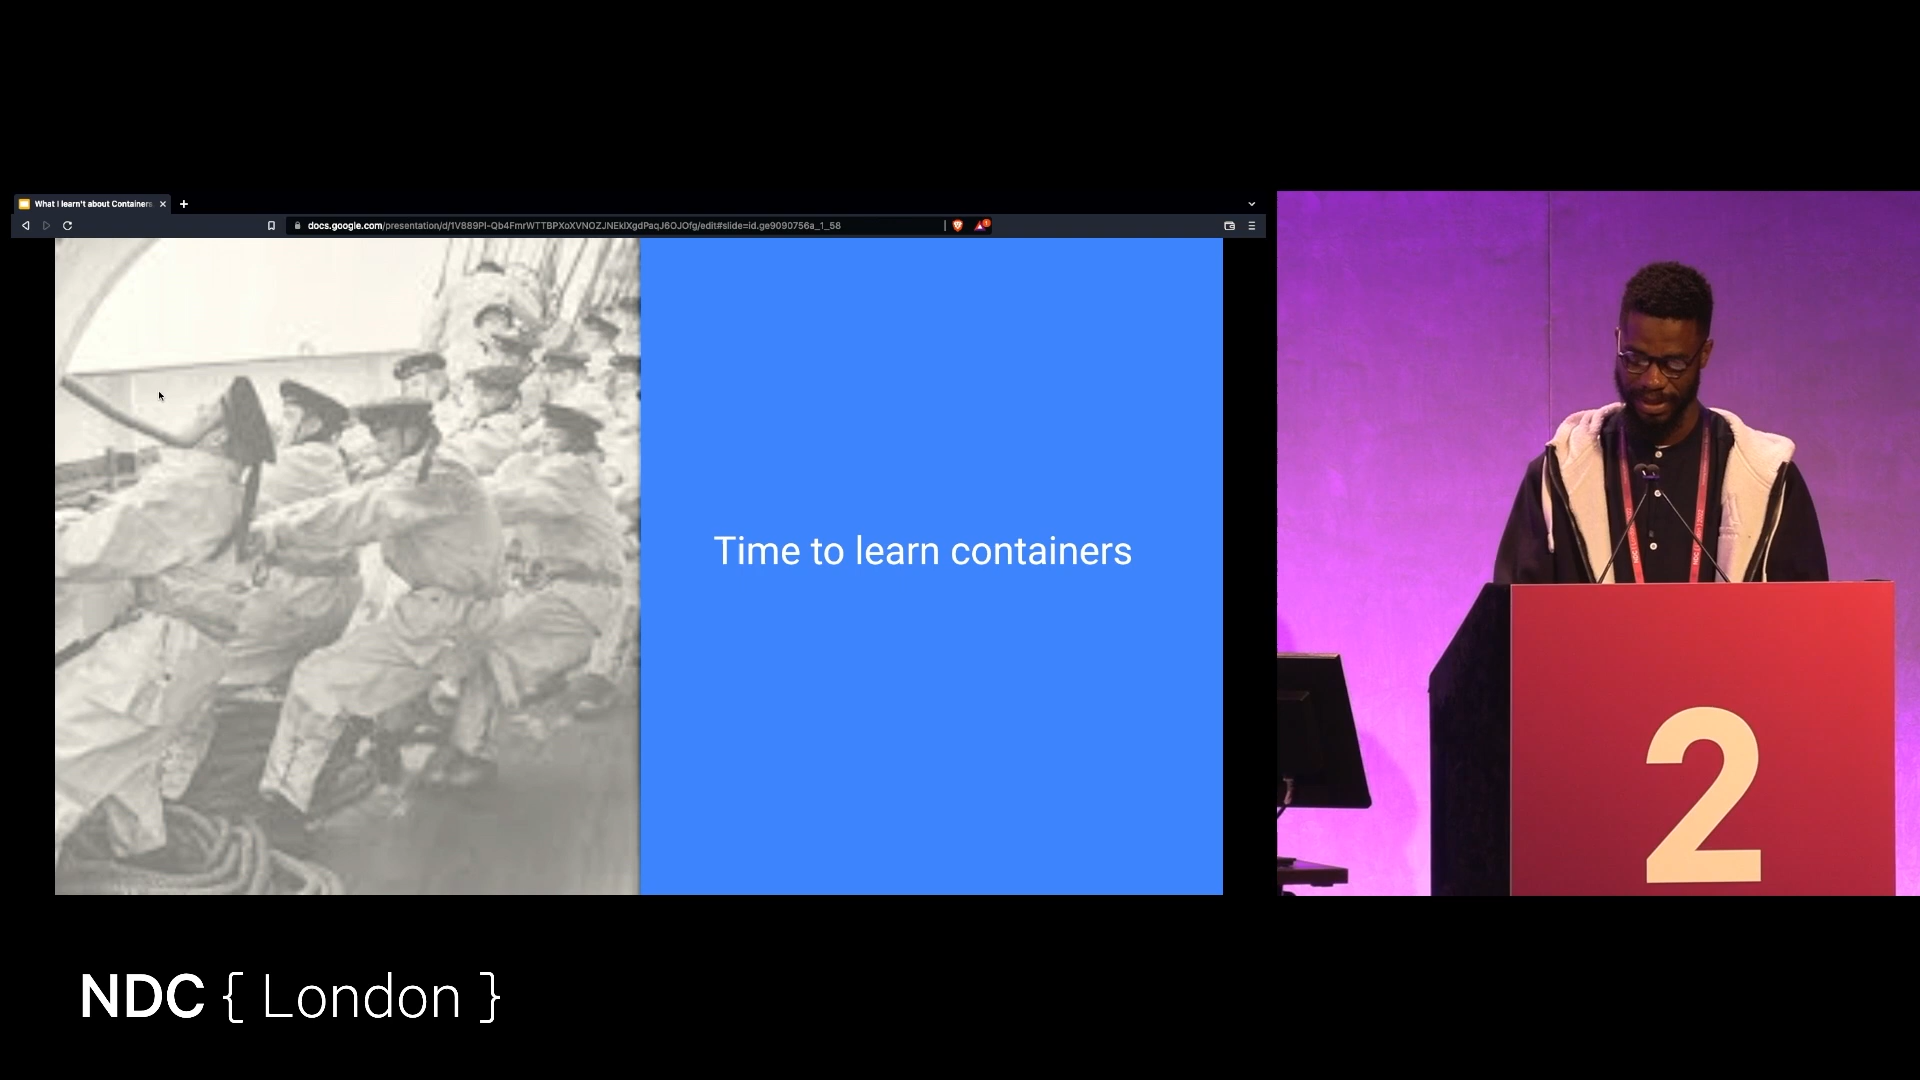 What I learn't about Containers
docs.google.com/presentation/d/1V889PI-Qb4FmrWTTBPXoXVNOZJNEkIXgdPaqJ6OJOfg/edit#slide=id.ge9090756a_1_58
Time to learn containers
2
NDC { London }